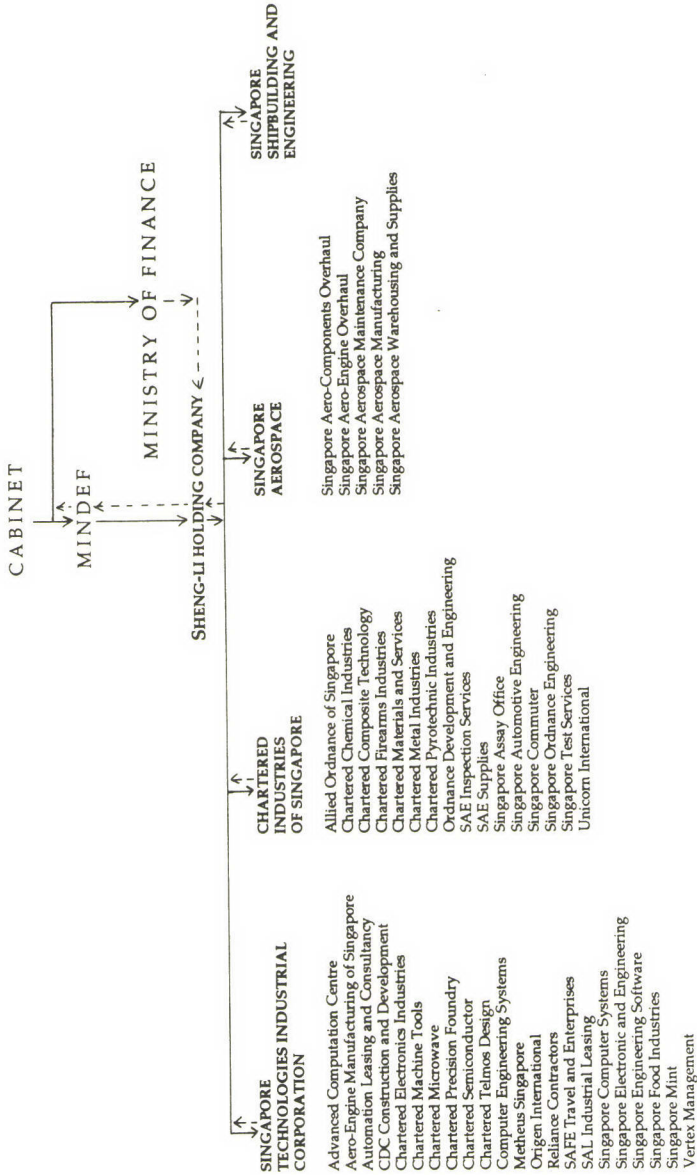 CABINET
MINDEF
MINISTRY OF FINANCE
SHENG-LI HOLDING COMPANY
SINGAPORE
TECHNOLOGIES INDUSTRIAL
CORPORATION
Advanced Computation Centre
Aero-Engine Manufacturing of Singapore
Automation Leasing and Consultancy
CDC Construction and Development
Chartered Electronics Industries
Chartered Machine Tools
Chartered Microwave
Chartered Precision Foundry
Chartered Semiconductor
Chartered Telmos Design
Computer Engineering Systems
Metheus Singapore
Origen International
Reliance Contractors
SAFE Travel and Enterprises
SAL Industrial Leasing
Singapore Computer Systems
Singapore Electronic and Engineering
Singapore Engineering Software
Singapore Food Industries
Singapore Mint
Vertex Management
CHARTERED
INDUSTRIES
OF SINGAPORE
Allied Ordnance of Singapore
Chartered Chemical Industries
Chartered Composite Technology
Chartered Firearms Industries
Chartered Materials and Services
Chartered Metal Industries
Chartered Pyrotechnic Industries
Ordnance Development and Engineering
SAE Inspection Services
SAE Supplies
Singapore Assay Office
Singapore Automotive Engineering
Singapore Commuter
Singapore Ordnance Engineering
Singapore Test Services
Unicorn International
SINGAPORE
AEROSPACE
Singapore Aero-Components Overhaul
Singapore Aero-Engine Overhaul
Singapore Aerospace Maintenance Company
Singapore Aerospace Manufacturing
Singapore Aerospace Warehousing and Supplies
SINGAPORE
SHIPBUILDING AND
ENGINEERING